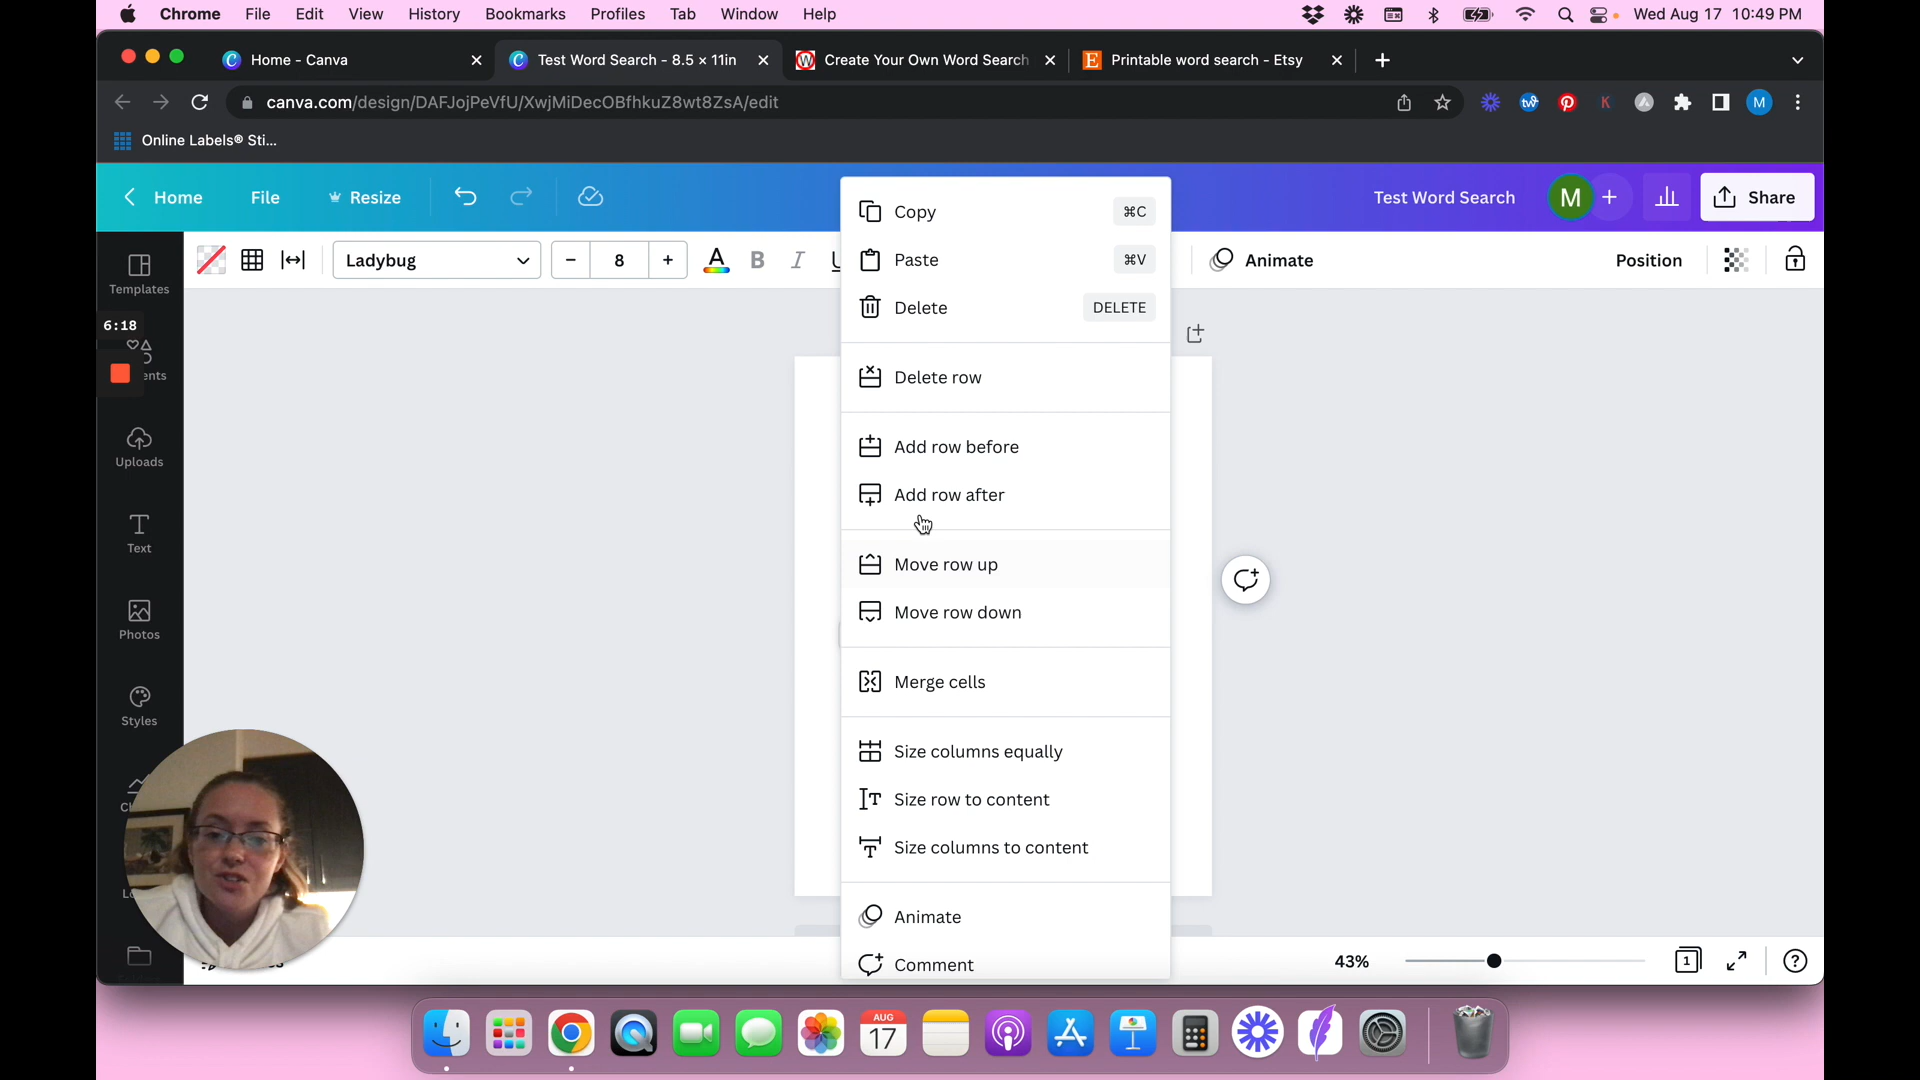 Chrome File Edit View History Bookmarks Profiles Tab Window Help Wed Aug 17 10:49 PM
Home - Canva Test Word Search - 8.5 × 11in Create Your Own Word Search Printable word search - Etsy
canva.com/design/DAFJojPeVfU/XwjMiDecOBfhkuZ8wt8ZsA/edit
Online Labels® Sti...
Home File Resize Test Word Search M Share
Ladybug 8 A B I U Animate Position
Copy ⌘C
Paste ⌘V
Delete DELETE
Delete row
Add row before
Add row after
Move row up
Move row down
Merge cells
Size columns equally
Size row to content
Size columns to content
Animate
Comment
Templates
6:18
ents
Uploads
Text
Photos
Styles
43% 1
AUG
17